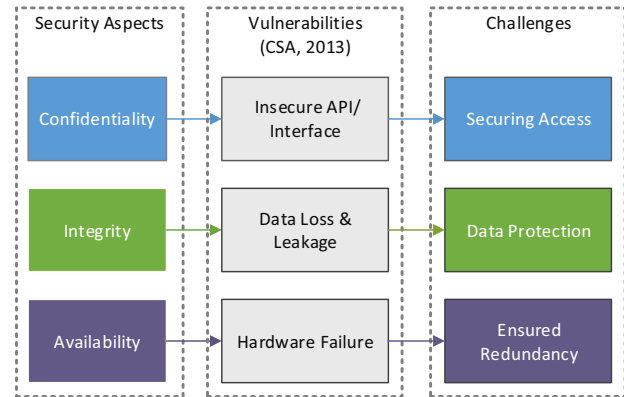 Security Aspects
Vulnerabilities
(CSA, 2013)
Challenges
Confidentiality
Insecure API/
Interface
Securing Access
Integrity
Data Loss &
Leakage
Data Protection
Availability
Hardware Failure
Ensured
Redundancy